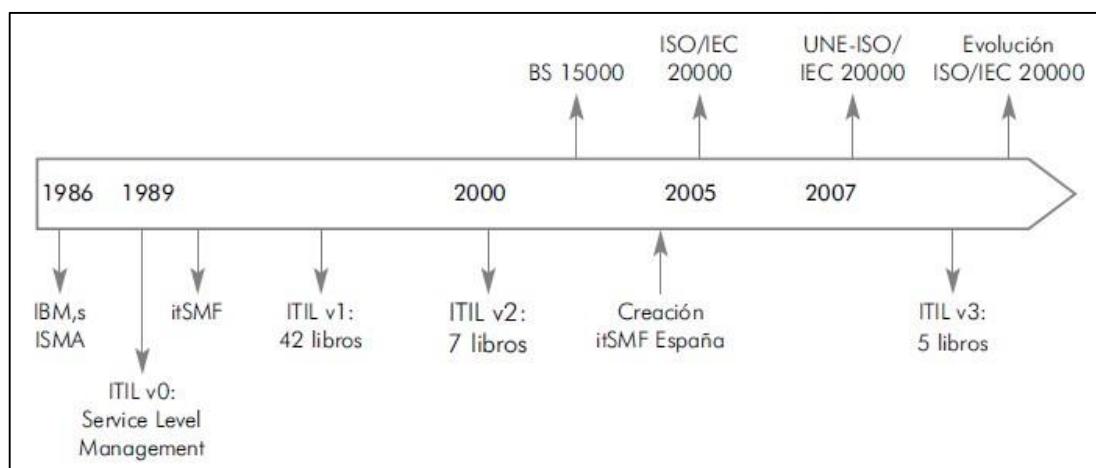 BS 15000
ISO/IEC
20000
UNE-ISO/
IEC 20000
Evolución
ISO/IEC 20000
1986
1989
2000
2005
2007
IBM,s
ISMA
ITIL v0:
Service Level
Management
itSMF
ITIL v1:
42 libros
ITIL v2:
7 libros
Creación
itSMF España
ITIL v3:
5 libros